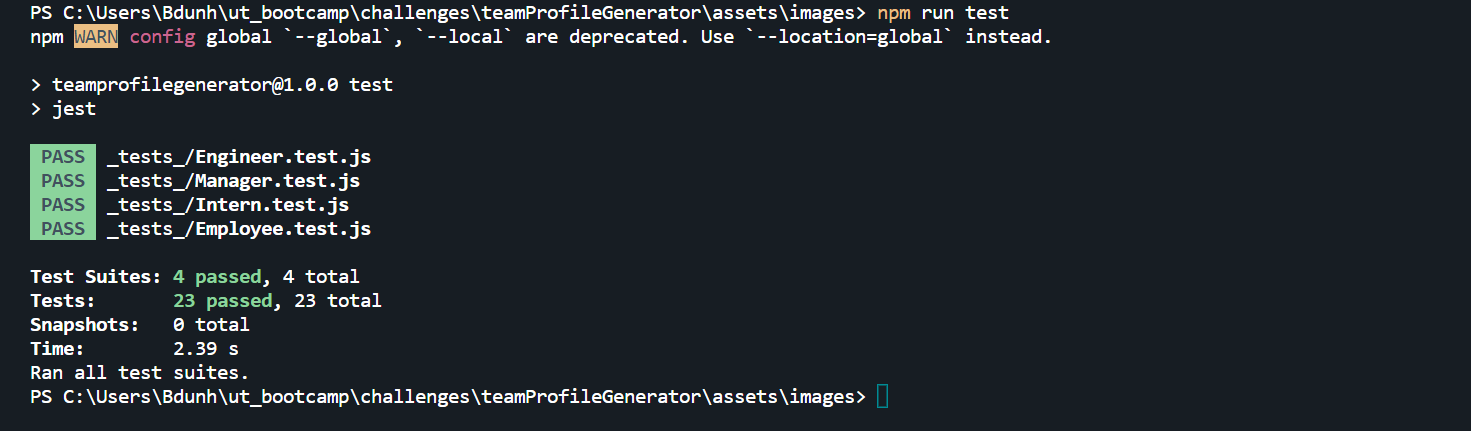 PS C:\Users\Bdunh\ut_bootcamp\challenges\teamProfileGenerator\assets\images> npm run test
npm WARN config global `--global`, `--local` are deprecated. Use `--location=global` instead.
> teamprofilegenerator@1.0.0 test
> jest
PASS _tests_/Engineer.test.js
PASS _tests_/Manager.test.js
PASS _tests_/Intern.test.js
PASS _tests_/Employee.test.js
Test Suites: 4 passed, 4 total
Tests: 23 passed, 23 total
Snapshots: 0 total
Time: 2.39 s
Ran all test suites.
PS C:\Users\Bdunh\ut_bootcamp\challenges\teamProfileGenerator\assets\images>